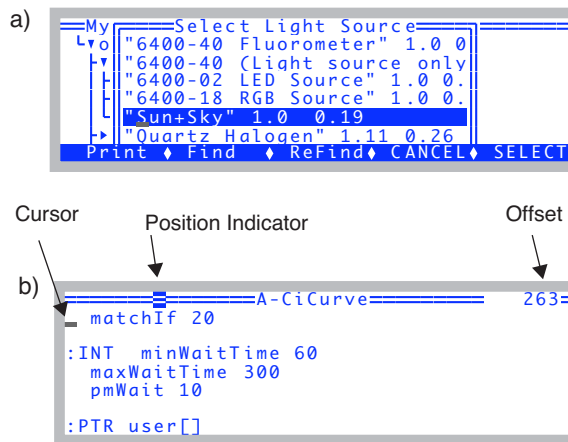 a)
My Select Light Source
o "6400-40 Fluorometer" 1.0 0
"6400-40 (Light source only
"6400-02 LED Source" 1.0 0.
"6400-18 RGB Source" 1.0 0.
"Sun+Sky" 1.0 0.19
"Quartz Halogen" 1.11 0.26
Print ♦ Find ♦ ReFind♦ CANCEL♦ SELECT
Cursor
Position Indicator
Offset
b)
A-CiCurve 263
matchIf 20
:INT minWaitTime 60
maxWaitTime 300
pmWait 10
:PTR user[]